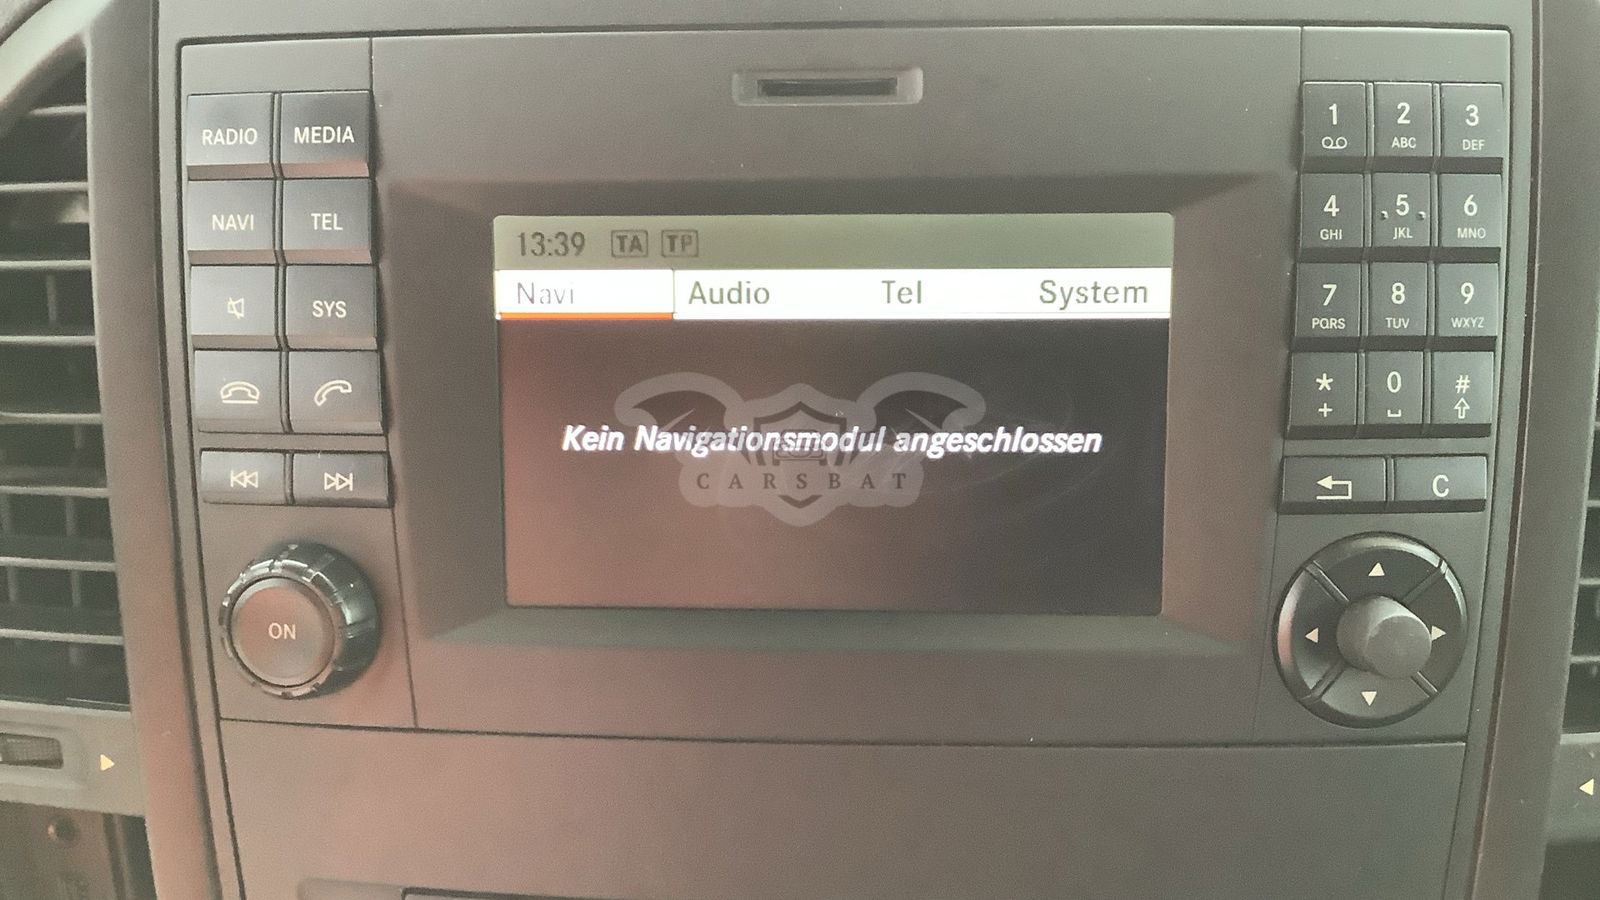 RADIO MEDIA
NAVI TEL
SYS
ON
13:39 TA TP
Navi Audio Tel System
Kein Navigationsmodul angeschlossen
CARSBAT
1 2 3
ABC DEF
4 5 6
GHI JKL MNO
7 8 9
PQRS TUV WXYZ
* 0 #
+
C